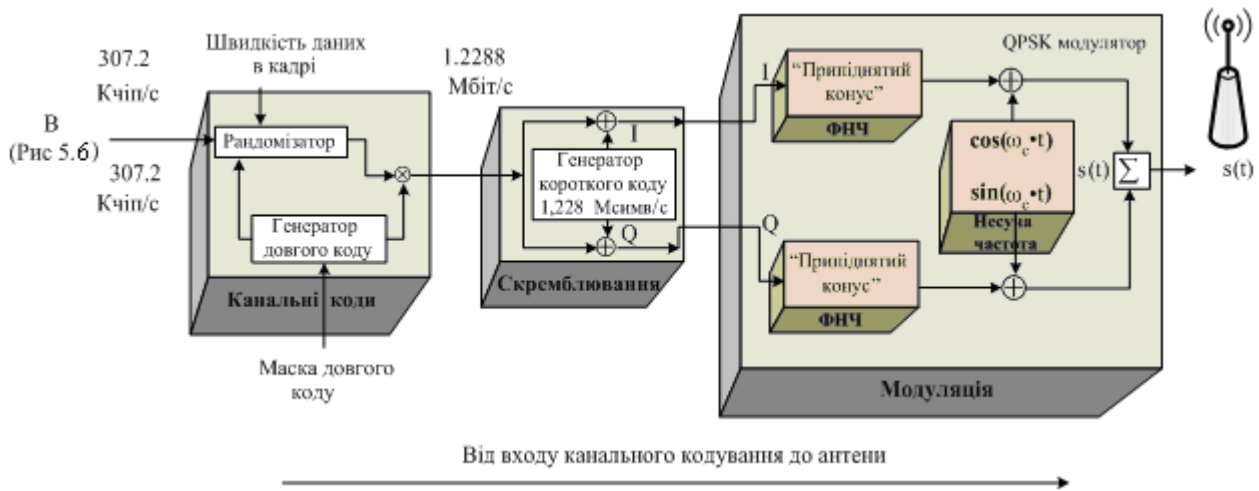 307.2
Кчіп/с
Швидкість даних
в кадрі
1.2288
Мбіт/с
В
(Рис 5.6)
307.2
Кчіп/с
Рандомізатор
Генератор
довгого коду
Канальні коди
Маска довгого
коду
I
Генератор
короткого коду
1,228 Мсимв/с
Q
Скремблювання
QPSK модулятор
I
“Припіднятий
конус”
ФНЧ
cos(ωc•t)
sin(ωc•t)
Несуча
частота
s(t)
Σ
s(t)
Q
“Припіднятий
конус”
ФНЧ
Модуляція
Від входу канального кодування до антени